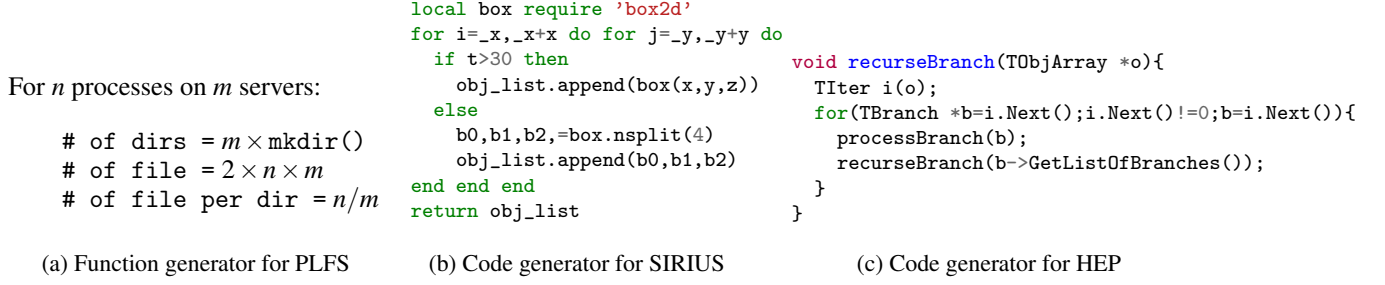 For n processes on m servers:
# of dirs = m × mkdir()
# of file = 2 × n × m
# of file per dir = n/m
(a) Function generator for PLFS
local box require ’box2d’
for i=_x,_x+x do for j=_y,_y+y do
if t>30 then
obj_list.append(box(x,y,z))
else
b0,b1,b2,=box.nsplit(4)
obj_list.append(b0,b1,b2)
end end end
return obj_list
(b) Code generator for SIRIUS
void recurseBranch(TObjArray *o){
TIter i(o);
for(TBranch *b=i.Next();i.Next()!=0;b=i.Next()){
processBranch(b);
recurseBranch(b->GetListOfBranches());
}
}
(c) Code generator for HEP